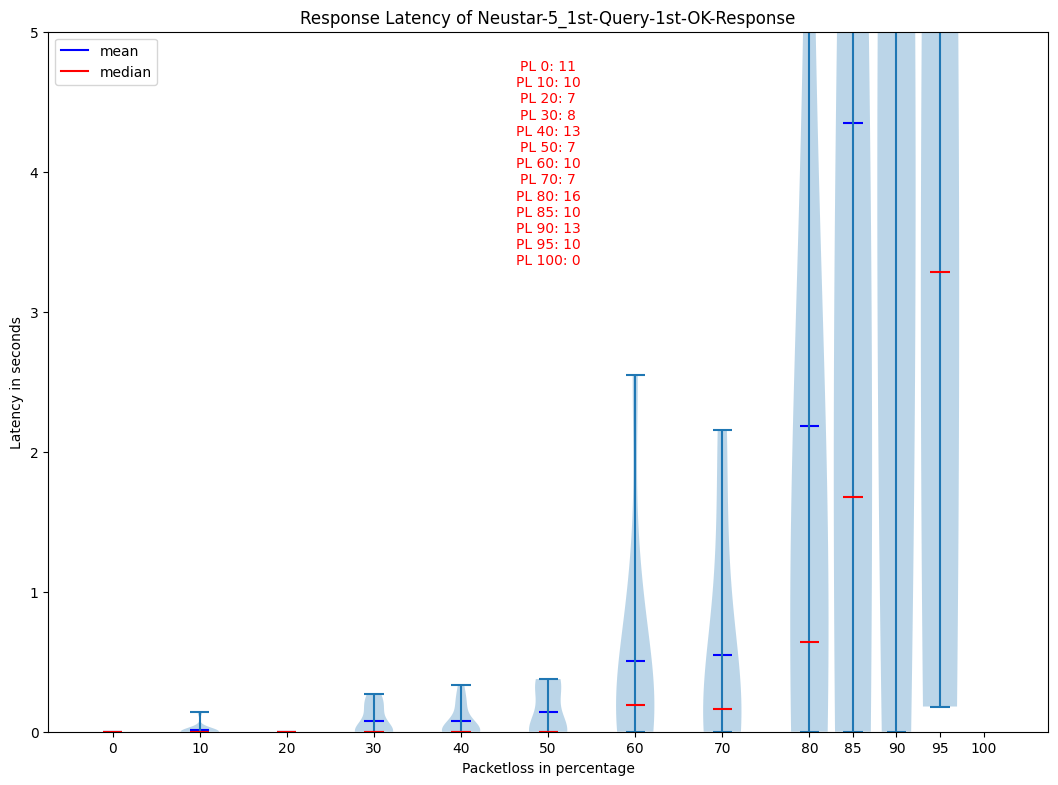 Response Latency of Neustar-5_1st-Query-1st-OK-Response
mean
median
PL 0: 11
PL 10: 10
PL 20: 7
PL 30: 8
PL 40: 13
PL 50: 7
PL 60: 10
PL 70: 7
PL 80: 16
PL 85: 10
PL 90: 13
PL 95: 10
PL 100: 0
5
4
3
2
1
0
Latency in seconds
0 10 20 30 40 50 60 70 80 85 90 95 100
Packetloss in percentage